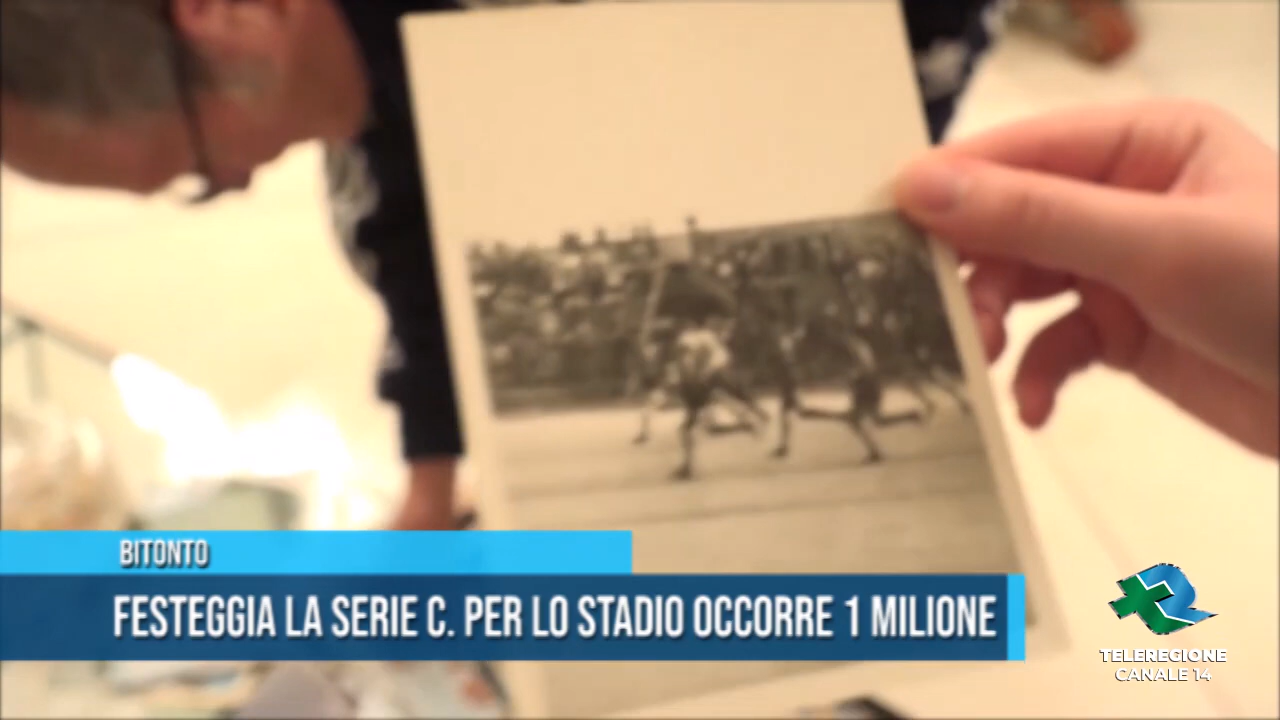 BITONTO
FESTEGGIA LA SERIE C. PER LO STADIO OCCORRE 1 MILIONE
TELEREGIONE
CANALE 14